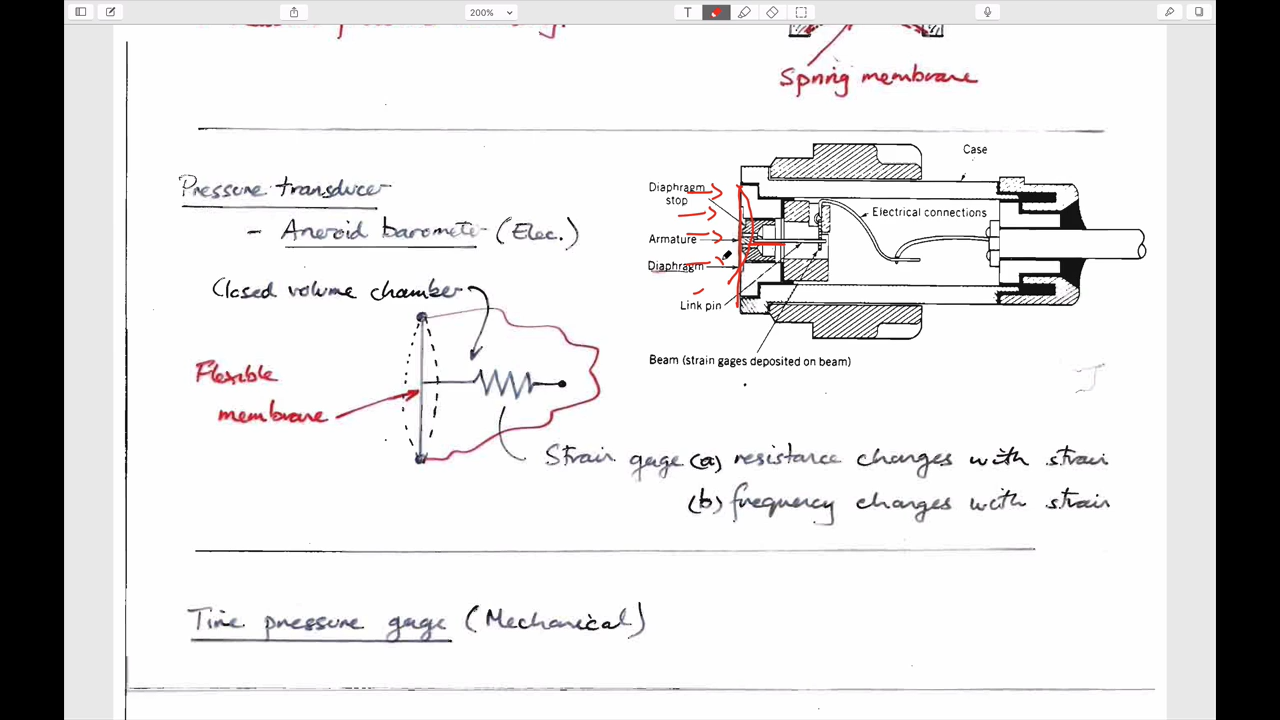 200%
T
Spring membrane
Pressure transducer
- Aneroid barometer (Elec.)
Closed volume chamber
Flexible
membrane
Case
Diaphragm
stop
Electrical connections
Armature
Diaphragm
Link pin
Beam (strain gages deposited on beam)
Strain gage (a) resistance changes with strain
(b) frequency changes with strain
Tire pressure gage (Mechanical)